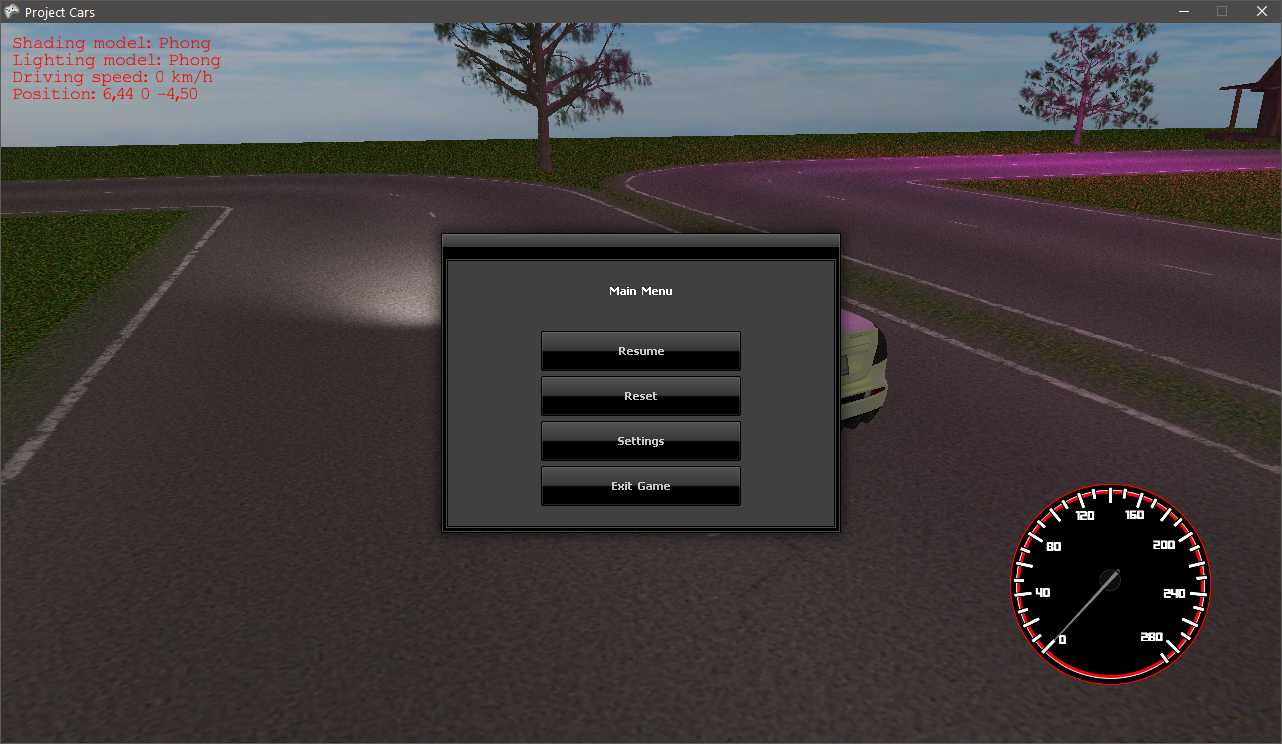 Project Cars
Shading model: Phong
Lighting model: Phong
Driving speed: 0 km/h
Position: 6,44 0 -4,50
Main Menu
Resume
Reset
Settings
Exit Game
120 160
80 200
40 240
0 280